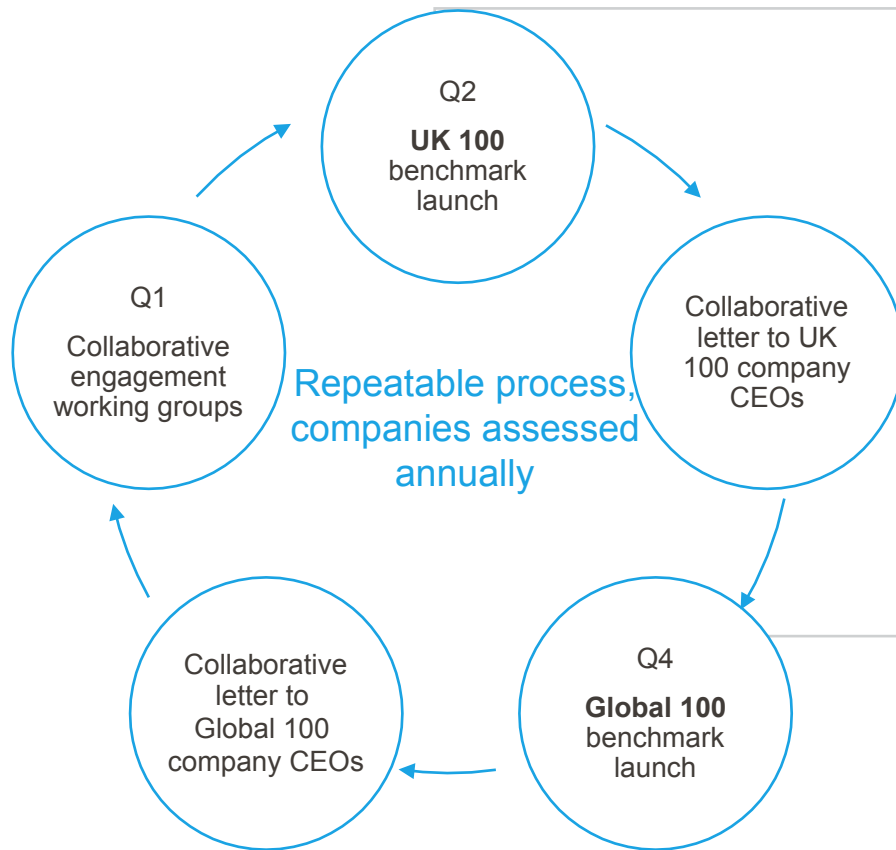 Q2
UK 100
benchmark
launch
Q1
Collaborative
engagement
working groups
Collaborative
letter to UK
100 company
CEOs
Repeatable process,
companies assessed
annually
Collaborative
letter to
Global 100
company CEOs
Q4
Global 100
benchmark
launch